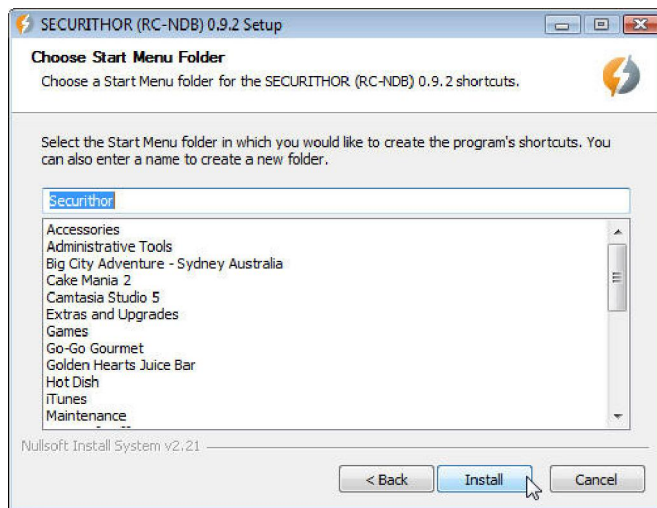 SECURITHOR (RC-NDB) 0.9.2 Setup
Choose Start Menu Folder
Choose a Start Menu folder for the SECURITHOR (RC-NDB) 0.9.2 shortcuts.
Select the Start Menu folder in which you would like to create the program's shortcuts. You
can also enter a name to create a new folder.
Securithor
Accessories
Administrative Tools
Big City Adventure - Sydney Australia
Cake Mania 2
Camtasia Studio 5
Extras and Upgrades
Games
Go-Go Gourmet
Golden Hearts Juice Bar
Hot Dish
iTunes
Maintenance
Nullsoft Install System v2.21
< Back
Install
Cancel